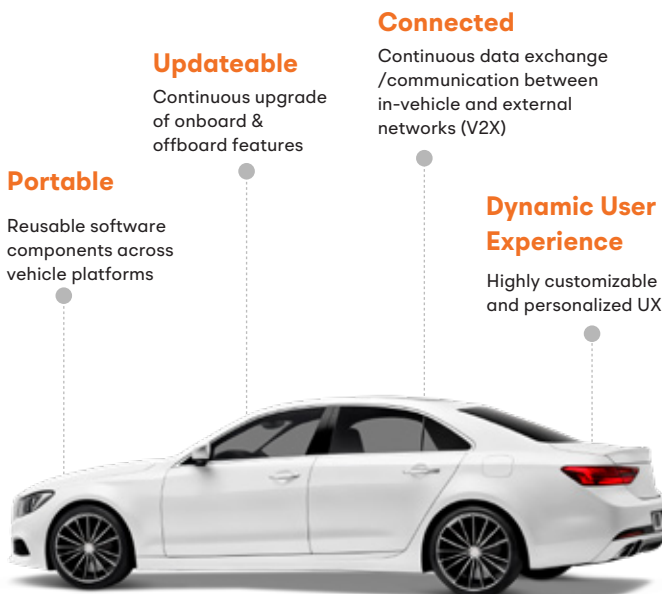 Connected
Continuous data exchange
/communication between
in-vehicle and external
networks (V2X)
Updateable
Continuous upgrade
of onboard &
offboard features
Portable
Reusable software
components across
vehicle platforms
Dynamic User
Experience
Highly customizable
and personalized UX